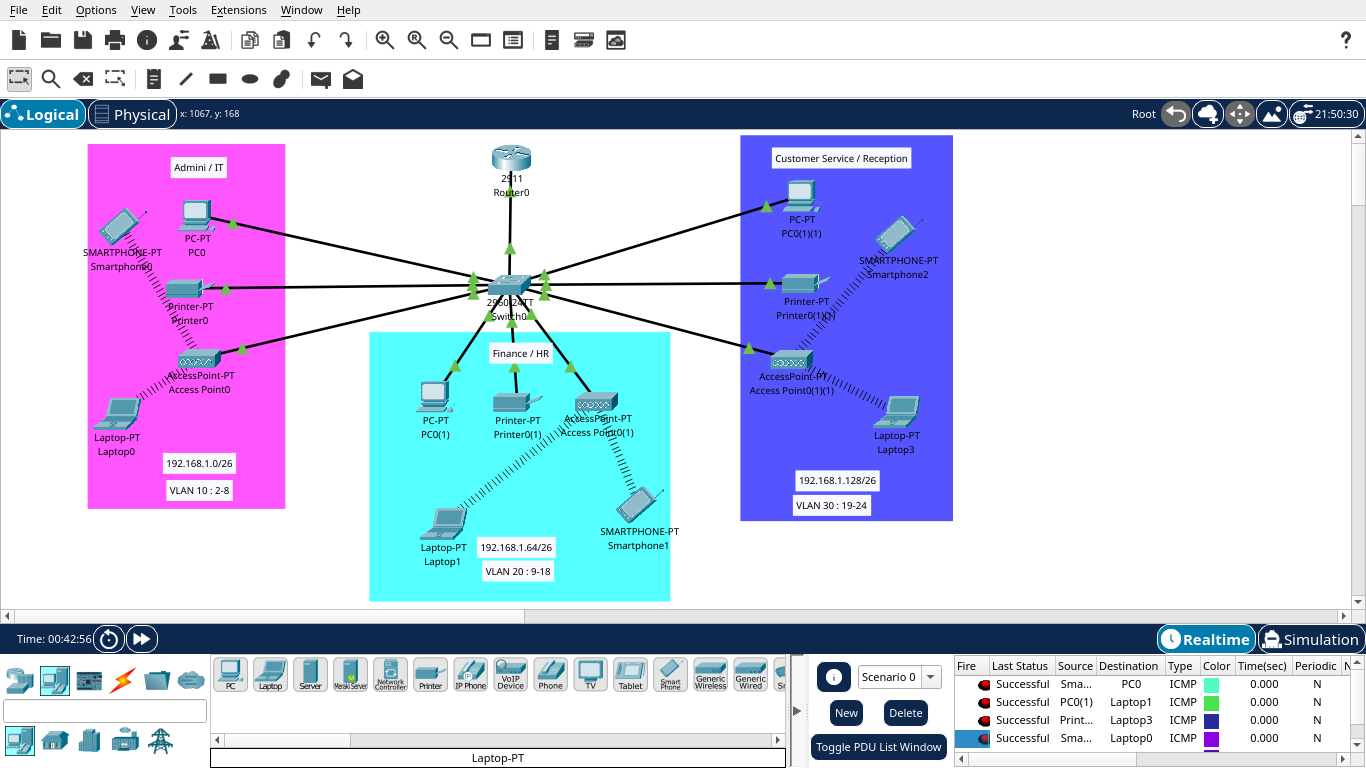 File Edit Options View Tools Extensions Window Help
Logical Physical x: 1067, y: 168 Root 21:50:30
Admini / IT
PC-PT
PC0
SMARTPHONE-PT
Smartphone0
Printer-PT
Printer0
AccessPoint-PT
Access Point0
Laptop-PT
Laptop0
192.168.1.0/26
VLAN 10 : 2-8
2911
Router0
2960-24TT
Switch0
Finance / HR
PC-PT
PC0(1)
Printer-PT
Printer0(1)
AccessPoint-PT
Access Point0(1)
Laptop-PT
Laptop1
SMARTPHONE-PT
Smartphone1
192.168.1.64/26
VLAN 20 : 9-18
Customer Service / Reception
PC-PT
PC0(1)(1)
SMARTPHONE-PT
Smartphone2
Printer-PT
Printer0(1)(1)
AccessPoint-PT
Access Point0(1)(1)
Laptop-PT
Laptop3
192.168.1.128/26
VLAN 30 : 19-24
Time: 00:42:56 Realtime Simulation
PC Laptop Server MerakiServer Network Controller Printer IP Phone VoIP Device Phone TV Tablet Smart Phone Generic Wireless Generic Wired
Laptop-PT
Scenario 0
New Delete
Toggle PDU List Window
Fire Last Status Source Destination Type Color Time(sec) Periodic N
Successful Sma... PC0 ICMP 0.000 N
Successful PC0(1) Laptop1 ICMP 0.000 N
Successful Print... Laptop3 ICMP 0.000 N
Successful Sma... Laptop0 ICMP 0.000 N